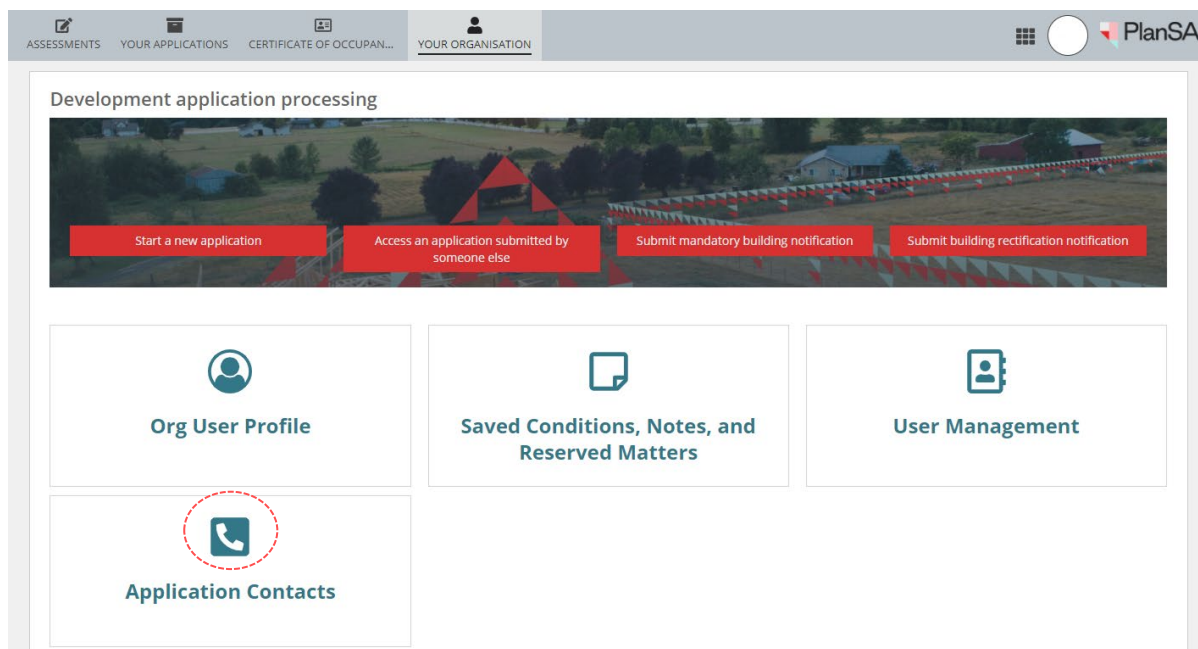 ASSESSMENTS
YOUR APPLICATIONS
CERTIFICATE OF OCCUPAN...
YOUR ORGANISATION
PlanSA
Development application processing
Start a new application
Access an application submitted by
someone else
Submit mandatory building notification
Submit building rectification notification
Org User Profile
Saved Conditions, Notes, and
Reserved Matters
User Management
Application Contacts